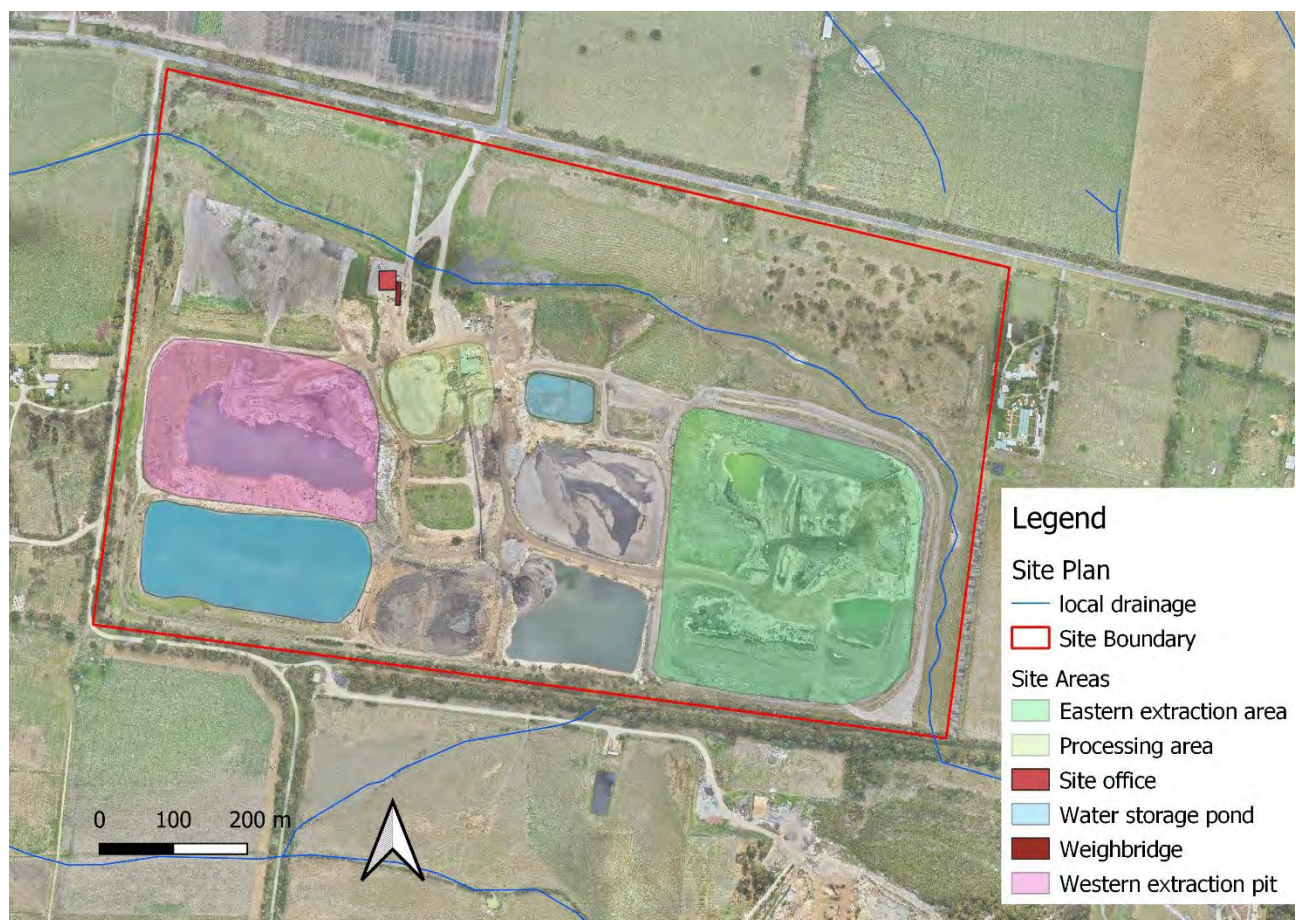 Legend
Site Plan
local drainage
Site Boundary
Site Areas
Eastern extraction area
Processing area
Site office
Water storage pond
Weighbridge
Western extraction pit
0 100 200 m